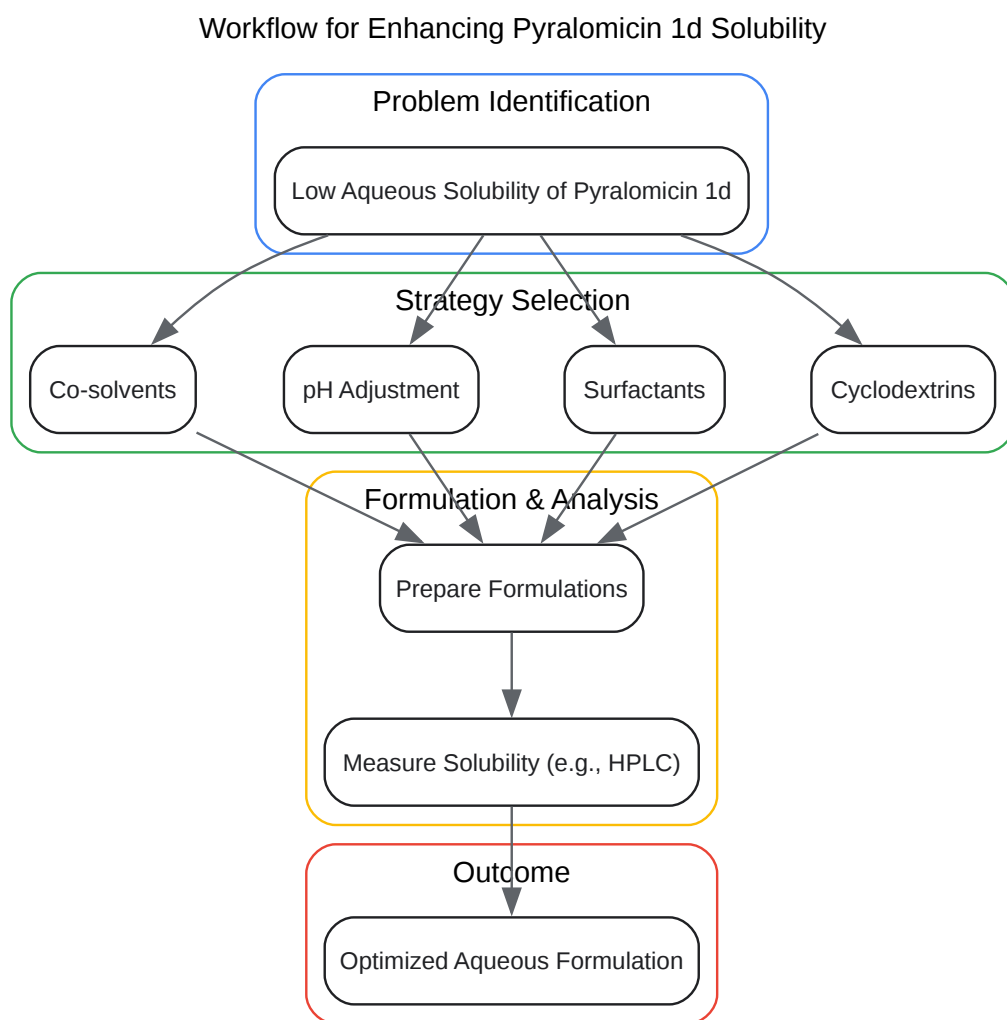 Workflow for Enhancing Pyralomicin 1d Solubility
Problem Identification
Low Aqueous Solubility of Pyralomicin 1d
Strategy Selection
Co-solvents
pH Adjustment
Surfactants
Cyclodextrins
Formulation & Analysis
Prepare Formulations
Measure Solubility (e.g., HPLC)
Outcome
Optimized Aqueous Formulation